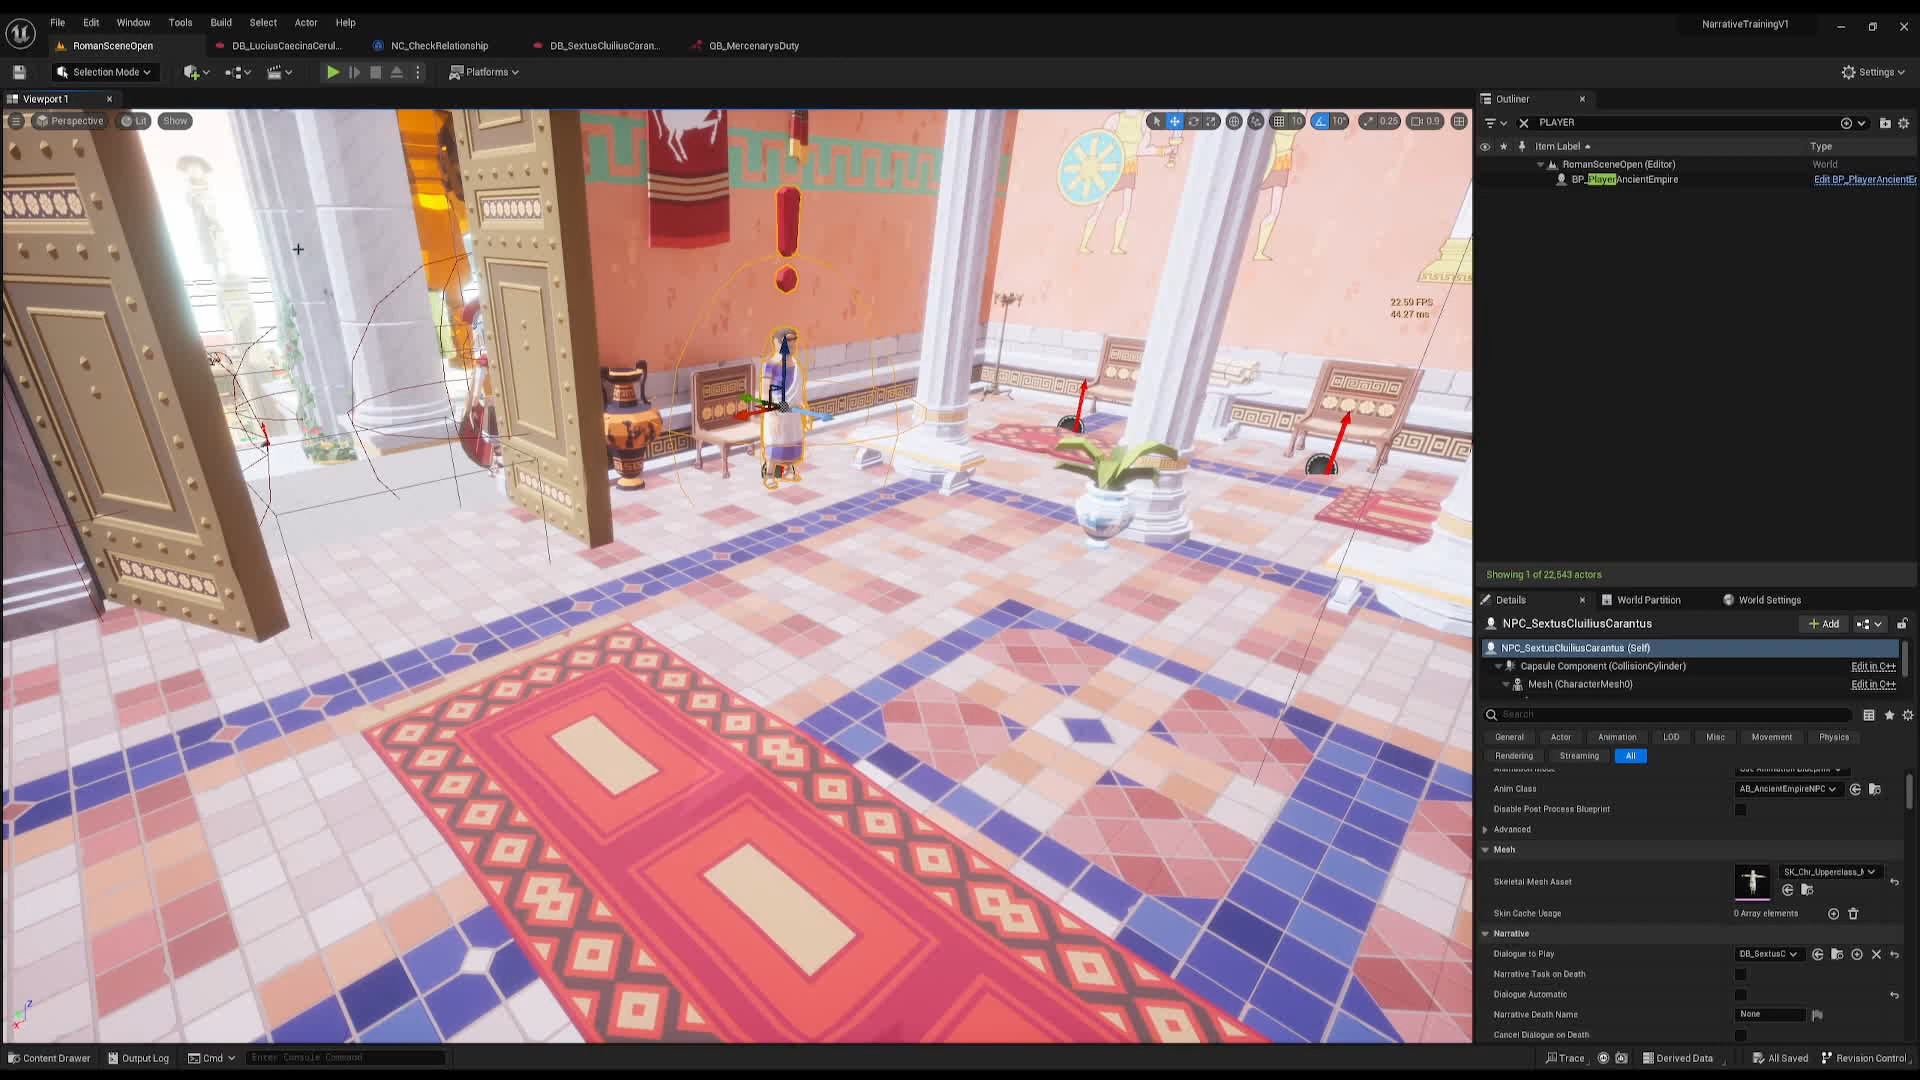 File Edit Window Tools Build Select Actor Help
NarrativeTrainingV1
RomanSceneOpen
DB_LuciusCaecinaCerul...
NC_CheckRelationship
DB_SextusCluiliusCaran...
QB_MercenarysDuty
Selection Mode
Platforms
Settings
Viewport 1
Perspective
Lit
Show
10
10°
0.25
0.9
22.59 FPS
44.27 ms
Outliner
PLAYER
Item Label
Type
RomanSceneOpen (Editor)
World
BP_PlayerAncientEmpire
Edit BP_PlayerAncientEr
Showing 1 of 22,543 actors
Details
World Partition
World Settings
NPC_SextusCluiliusCarantus
Add
NPC_SextusCluiliusCarantus (Self)
Capsule Component (CollisionCylinder)
Edit in C++
Mesh (CharacterMesh0)
Edit in C++
Search
General Actor Animation LOD Misc Movement Physics
Rendering Streaming All
Anim Class
AB_AncientEmpireNPC
Disable Post Process Blueprint
Advanced
Mesh
Skeletal Mesh Asset
SK_Chr_Upperclass_M
Skin Cache Usage
0 Array elements
Narrative
Dialogue to Play
DB_SextusC
Narrative Task on Death
Dialogue Automatic
Narrative Death Name
None
Cancel Dialogue on Death
Content Drawer
Output Log
Cmd
Enter Console Command
Trace
Derived Data
All Saved
Revision Control